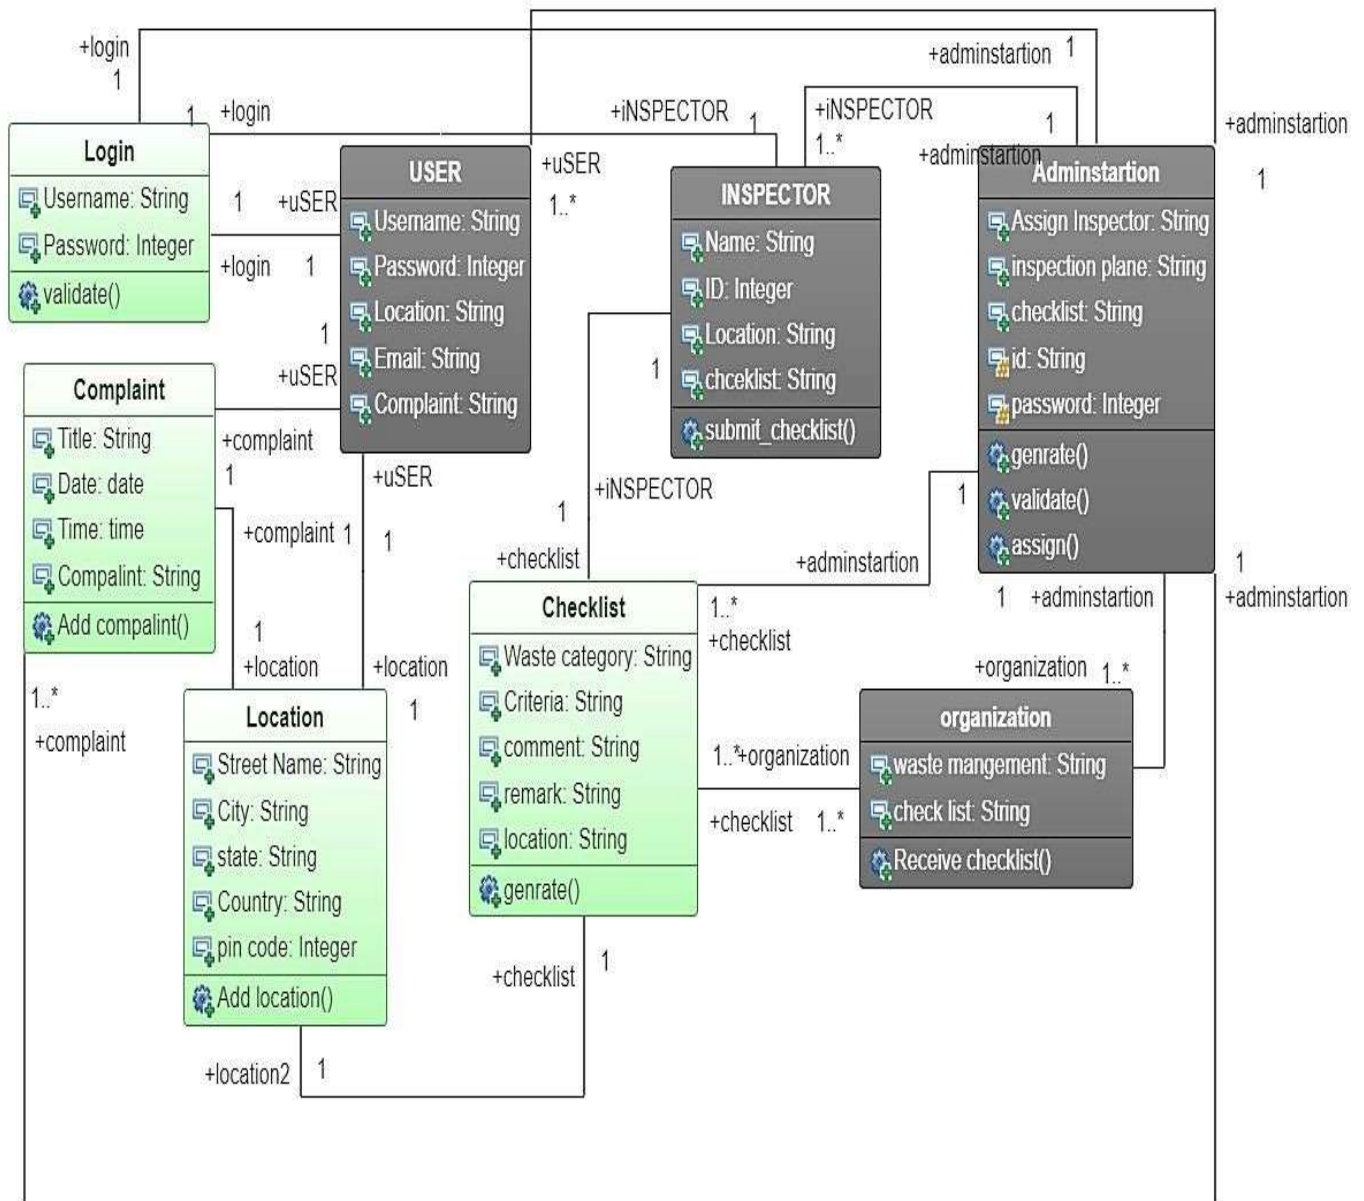 +login
1
+adminstartion 1
1 +login
+iNSPECTOR 1
+iNSPECTOR
1..*
1
+adminstartion
+adminstartion
1
Login
Username: String
Password: Integer
validate()
1 +uSER
+login 1
USER
Username: String
Password: Integer
Location: String
Email: String
Complaint: String
+uSER
1..*
INSPECTOR
Name: String
ID: Integer
Location: String
chceklist: String
submit_checklist()
Adminstartion
Assign Inspector: String
inspection plane: String
checklist: String
id: String
password: Integer
genrate()
validate()
assign()
1
+uSER
Complaint
Title: String
Date: date
Time: time
Compalint: String
Add compalint()
+complaint
1
+complaint 1
+uSER
1
1
+iNSPECTOR
1
+checklist
1
+adminstartion
1..*
+checklist
1 +adminstartion
1
+adminstartion
1
+location
+location
1
1..*
+complaint
Location
Street Name: String
City: String
state: String
Country: String
pin code: Integer
Add location()
Checklist
Waste category: String
Criteria: String
comment: String
remark: String
location: String
genrate()
+organization 1..*
organization
waste mangement: String
check list: String
Receive checklist()
1..*+organization
+checklist 1..*
+checklist 1
+location2 1